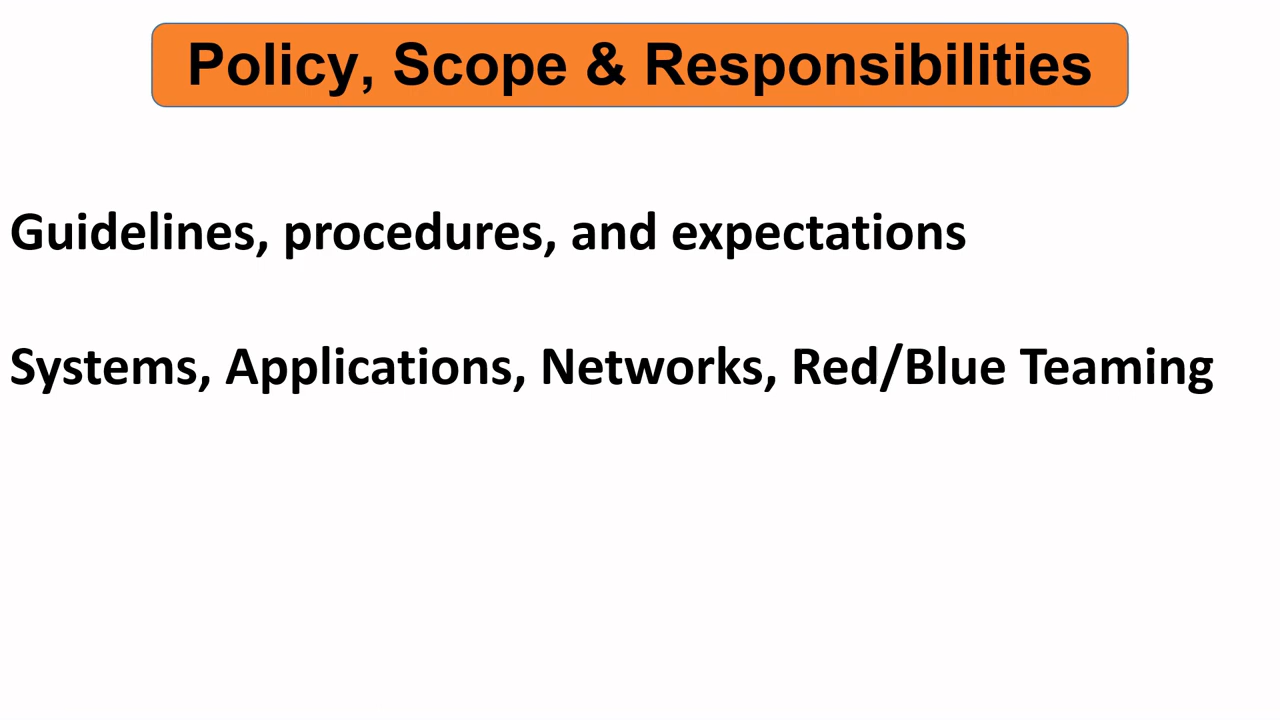 Policy, Scope & Responsibilities
Guidelines, procedures, and expectations
Systems, Applications, Networks, Red/Blue Teaming